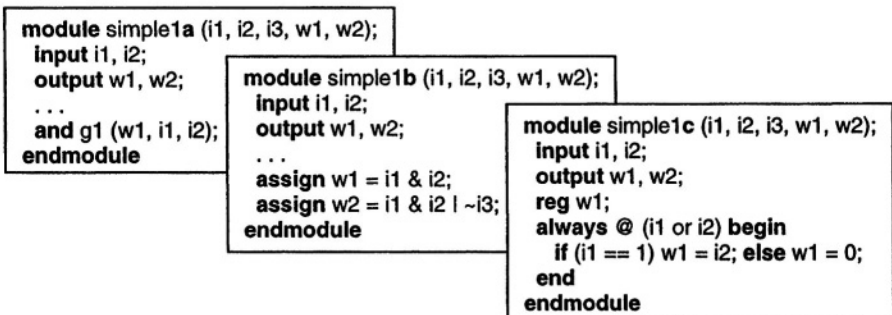 module simple1a (i1, i2, i3, w1, w2);
input i1, i2;
output w1, w2;
. . .
and g1 (w1, i1, i2);
endmodule
module simple1b (i1, i2, i3, w1, w2);
input i1, i2;
output w1, w2;
. . .
assign w1 = i1 & i2;
assign w2 = i1 & i2 | ~i3;
endmodule
module simple1c (i1, i2, i3, w1, w2);
input i1, i2;
output w1, w2;
reg w1;
always @ (i1 or i2) begin
if (i1 == 1) w1 = i2; else w1 = 0;
end
endmodule